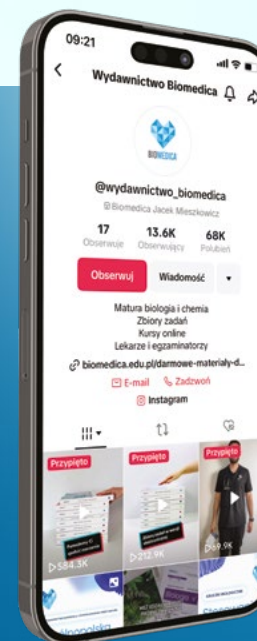 09:21
Wydawnictwo Biomedica
BIOMEDICA
@wydawnictwo_biomedica
Biomedica Jacek Mieszkowicz
17 13.6K 68K
Obserwuje Obserwujący Polubień
Obserwuj Wiadomość
Matura biologia i chemia
Zbiory zadań
Kursy online
Lekarze i egzaminatorzy
biomedica.edu.pl/darmowe-materiały-d...
E-mail Zadzwoń
Instagram
Przypięto Przypięto Przypięto
584.3K 212.9K 69.9K